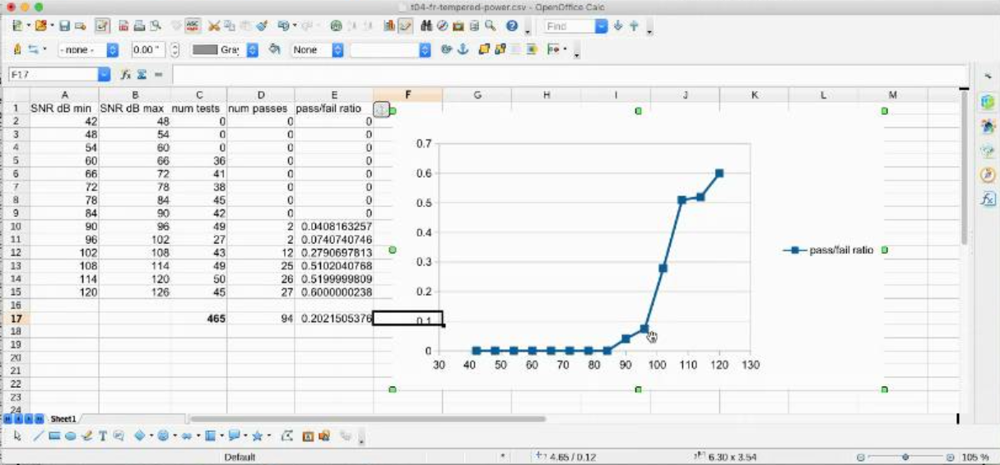 t04-fr-tempered-power.csv - OpenOffice Calc
Find
- none - 0.00 " Gray None
F17
A B C D E F G H I J K L M
1 SNR dB min SNR dB max num tests num passes pass/fail ratio
2 42 48 0 0 0
3 48 54 0 0 0
4 54 60 0 0 0
5 60 66 36 0 0
6 66 72 41 0 0
7 72 78 38 0 0
8 78 84 45 0 0
9 84 90 42 0 0
10 90 96 49 2 0.0408163257
11 96 102 27 2 0.0740740746
12 102 108 43 12 0.2790697813
13 108 114 49 25 0.5102040768
14 114 120 50 26 0.5199999809
15 120 126 45 27 0.6000000238
16
17 465 94 0.2021505376
18
19
20
21
22
23
24
0.7
0.6
0.5
0.4
0.3
0.2
0.1
0
30 40 50 60 70 80 90 100 110 120 130
pass/fail ratio
Sheet1
Default * 4.65 / 0.12 6.30 x 3.54 105 %